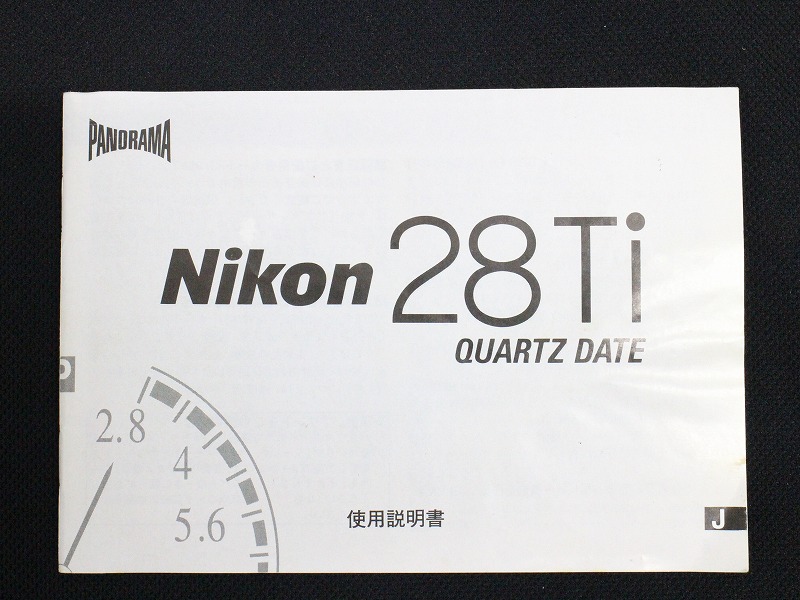 PANORAMA
Nikon 28Ti
QUARTZ DATE
P
2.8
4
5.6
使用説明書
J